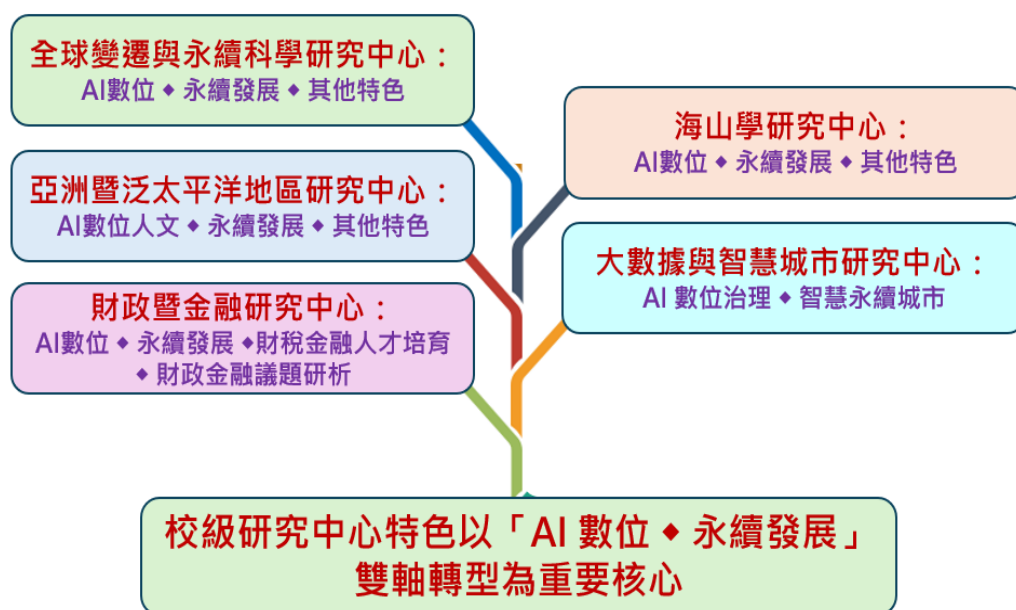 全球變遷與永續科學研究中心：
AI數位 ◆ 永續發展 ◆ 其他特色
海山學研究中心：
AI數位 ◆ 永續發展 ◆ 其他特色
亞洲暨泛太平洋地區研究中心：
AI數位人文 ◆ 永續發展 ◆ 其他特色
大數據與智慧城市研究中心：
AI 數位治理 ◆ 智慧永續城市
財政暨金融研究中心：
AI數位 ◆ 永續發展 ◆財稅金融人才培育
◆ 財政金融議題研析
校級研究中心特色以「AI 數位 ◆ 永續發展」
雙軸轉型為重要核心